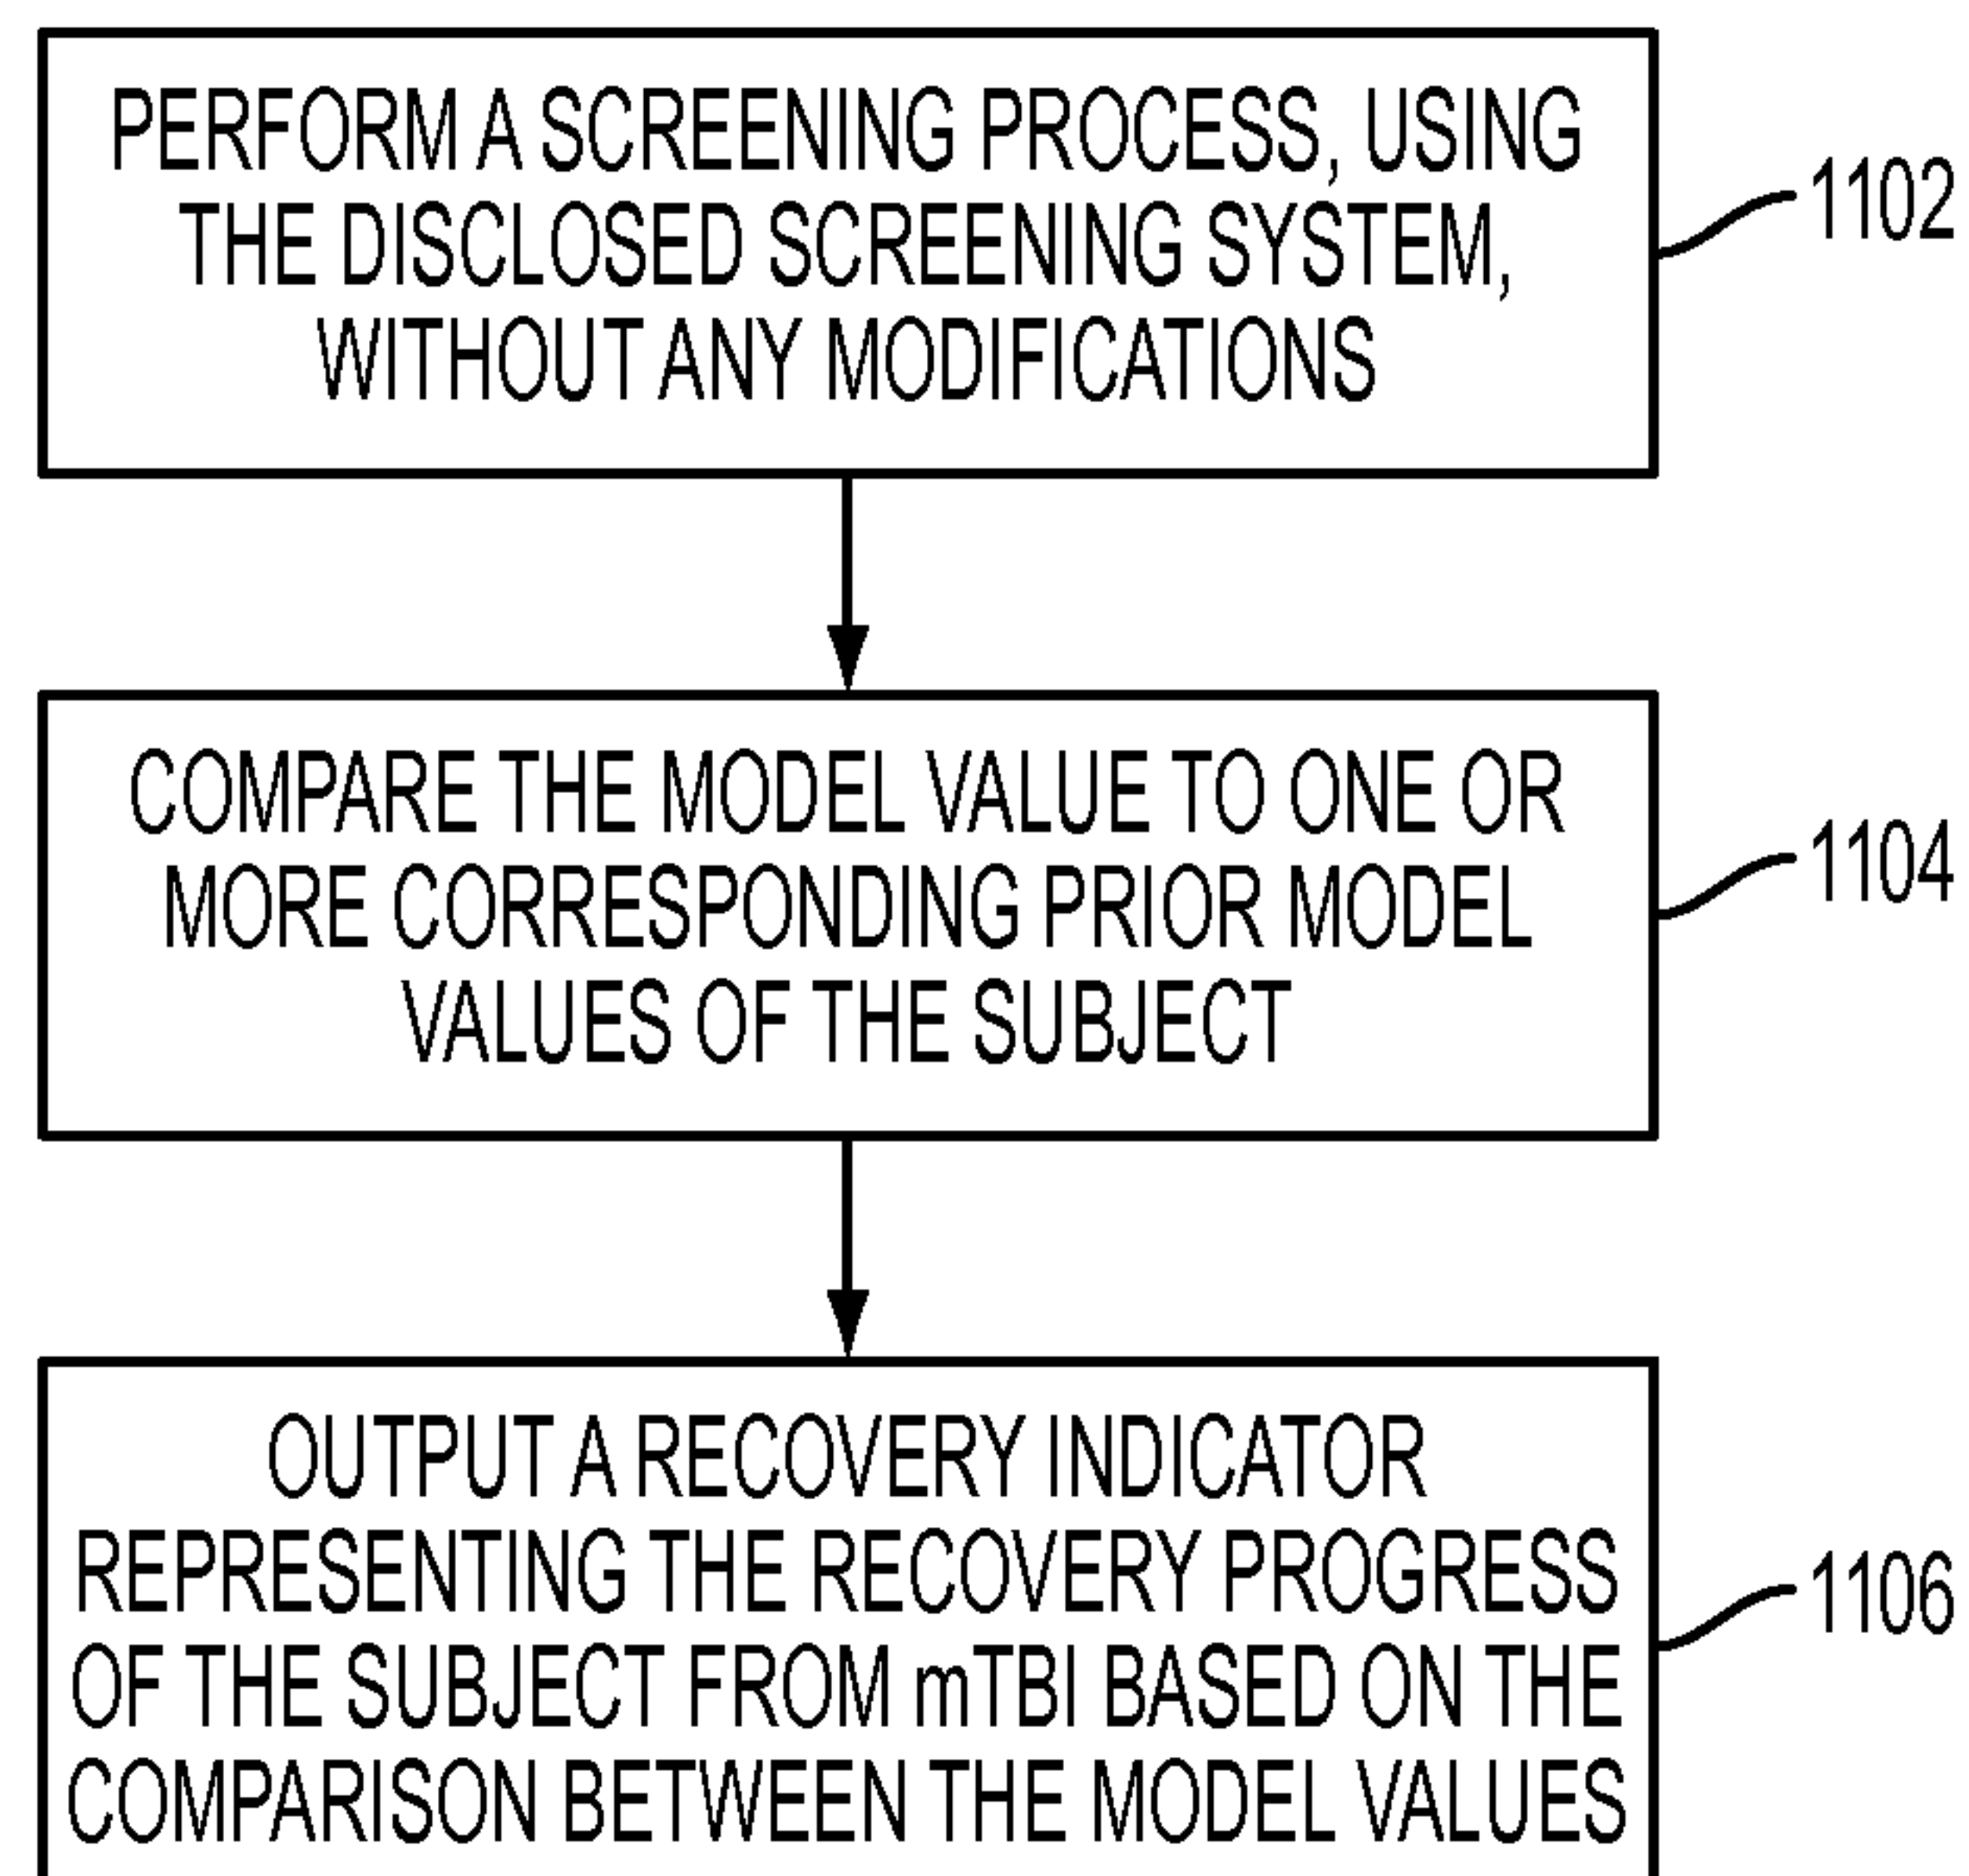 PERFORM A SCREENING PROCESS, USING
THE DISCLOSED SCREENING SYSTEM,
WITHOUT ANY MODIFICATIONS
1102
COMPARE THE MODEL VALUE TO ONE OR
MORE CORRESPONDING PRIOR MODEL
VALUES OF THE SUBJECT
1104
OUTPUT A RECOVERY INDICATOR
REPRESENTING THE RECOVERY PROGRESS
OF THE SUBJECT FROM mTBI BASED ON THE
COMPARISON BETWEEN THE MODEL VALUES
1106